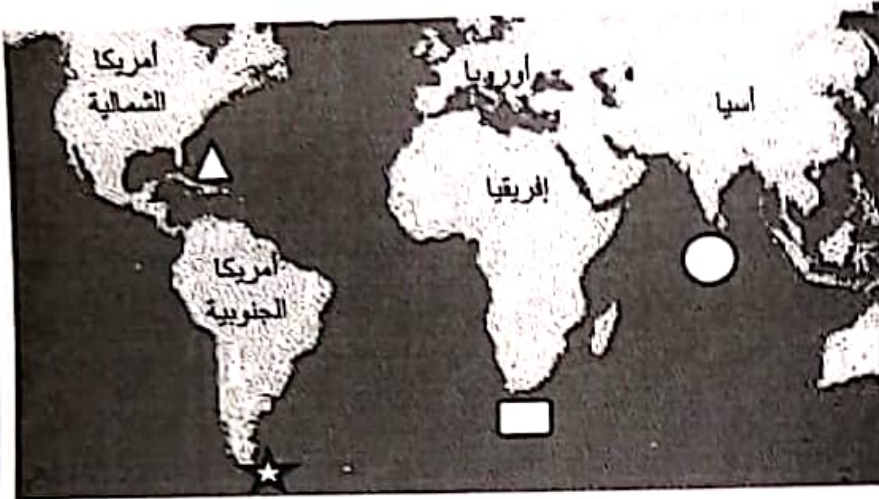 أمريكا
الشمالية
أوروبا
أسيا
إفريقيا
أمريكا
الجنوبية